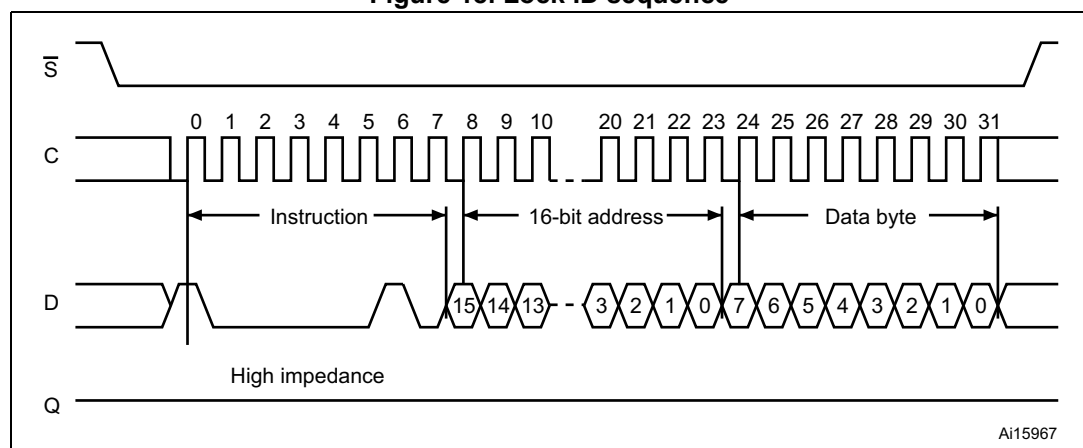 S
0 1 2 3 4 5 6 7 8 9 10 20 21 22 23 24 25 26 27 28 29 30 31
C
Instruction 16-bit address Data byte
D 15 14 13 3 2 1 0 7 6 5 4 3 2 1 0
High impedance
Q
Ai15967